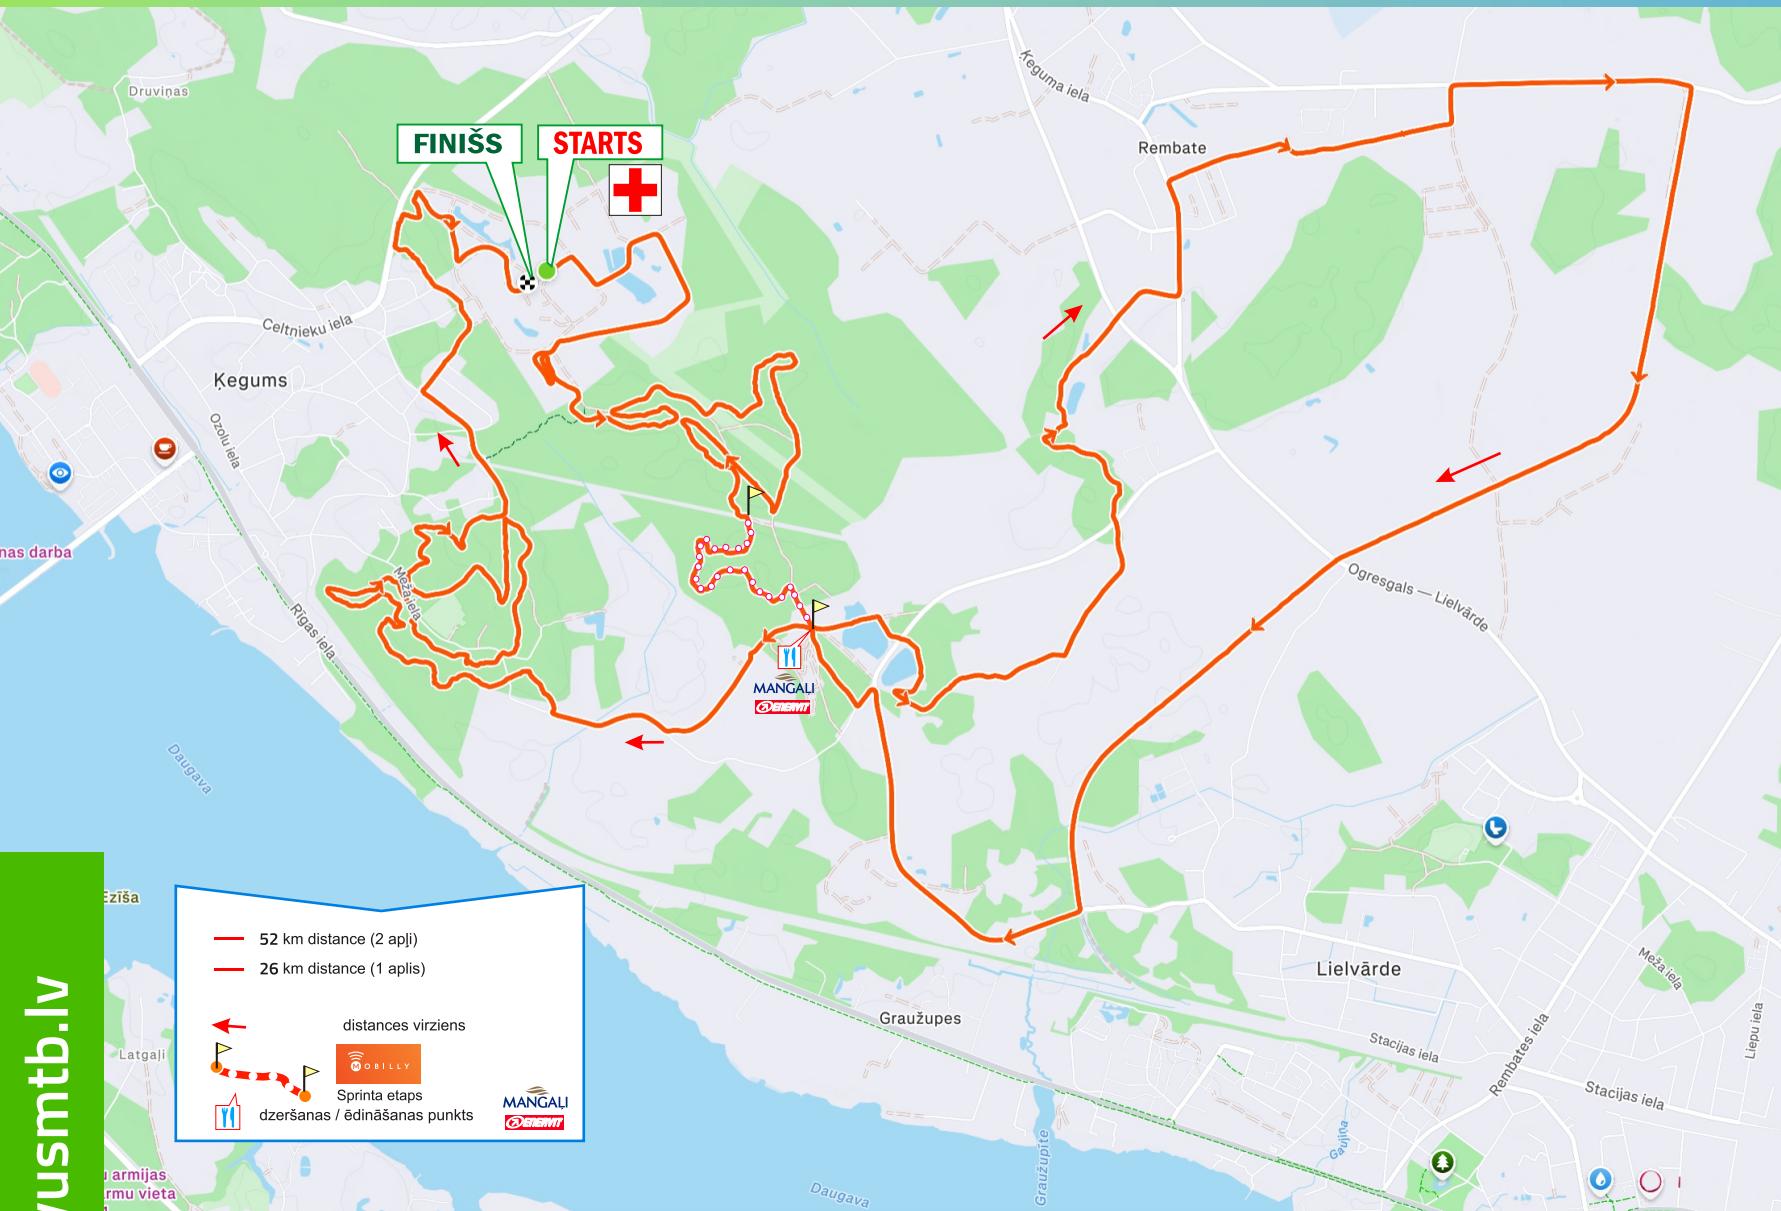 Druviņas
Ķeguma iela
FINIŠS
STARTS
Rembate
Celtnieku iela
Ķegums
Ozolu iela
nas darba
Meža iela
Rīgas iela
Ogresgals — Lielvārde
MANGAĻI
ENERVIT
Daugava
Ezīša
52 km distance (2 apļi)
26 km distance (1 aplis)
distances virziens
MOBILLY
Sprinta etaps
dzeršanas / ēdināšanas punkts
MANGAĻI
ENERVIT
Lielvārde
Meža iela
Graužupes
Stacijas iela
Rembates iela
Liepu iela
Stacijas iela
Latgaļi
usmtb.lv
Gaujiņa
Graužupīte
Daugava
u armijas
rmu vieta